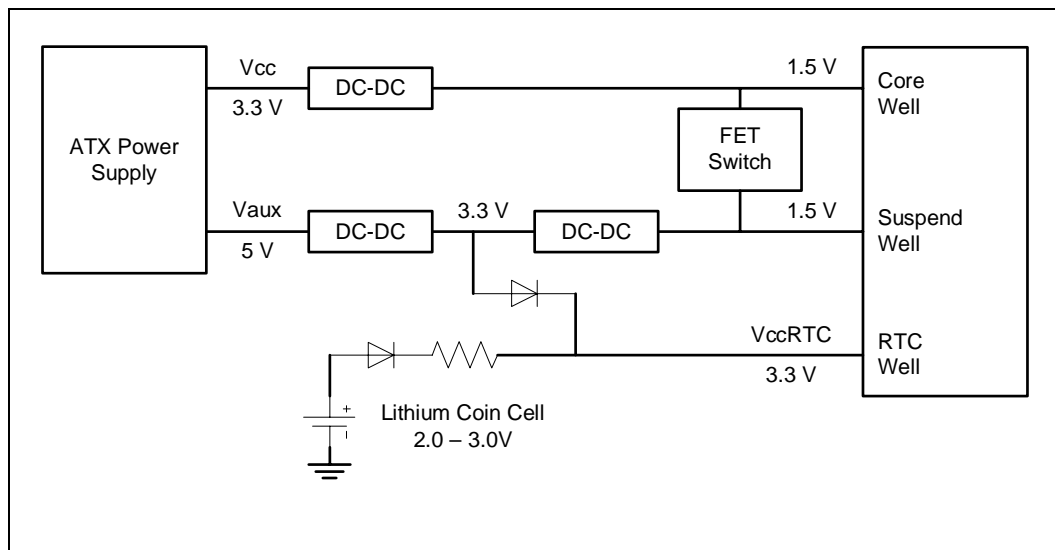 ATX Power
Supply
Vcc
3.3 V
DC-DC
1.5 V
Core
Well
FET
Switch
Vaux
5 V
DC-DC
3.3 V
DC-DC
1.5 V
Suspend
Well
VccRTC
3.3 V
RTC
Well
+
-
Lithium Coin Cell
2.0 – 3.0V